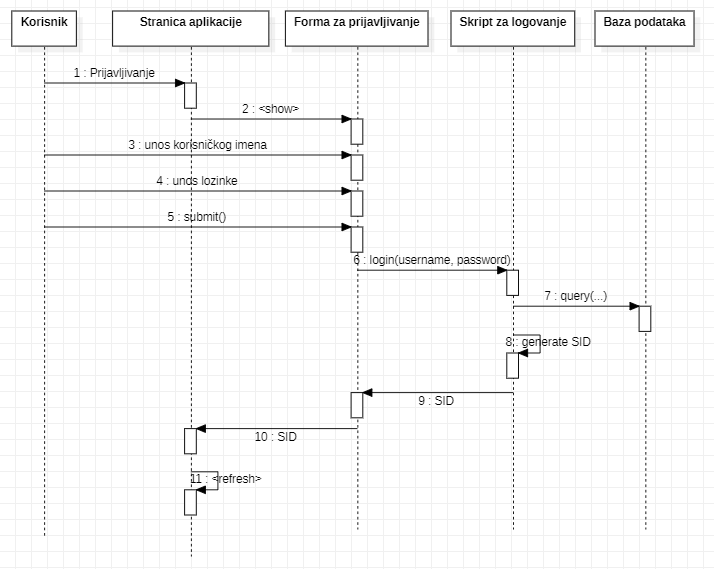 Korisnik
Stranica aplikacije
Forma za prijavljivanje
Skript za logovanje
Baza podataka
1 : Prijavljivanje
2 : <show>
3 : unos korisničkog imena
4 : unos lozinke
5 : submit()
6 : login(username, password)
7 : query(...)
8 : generate SID
9 : SID
10 : SID
11 : <refresh>